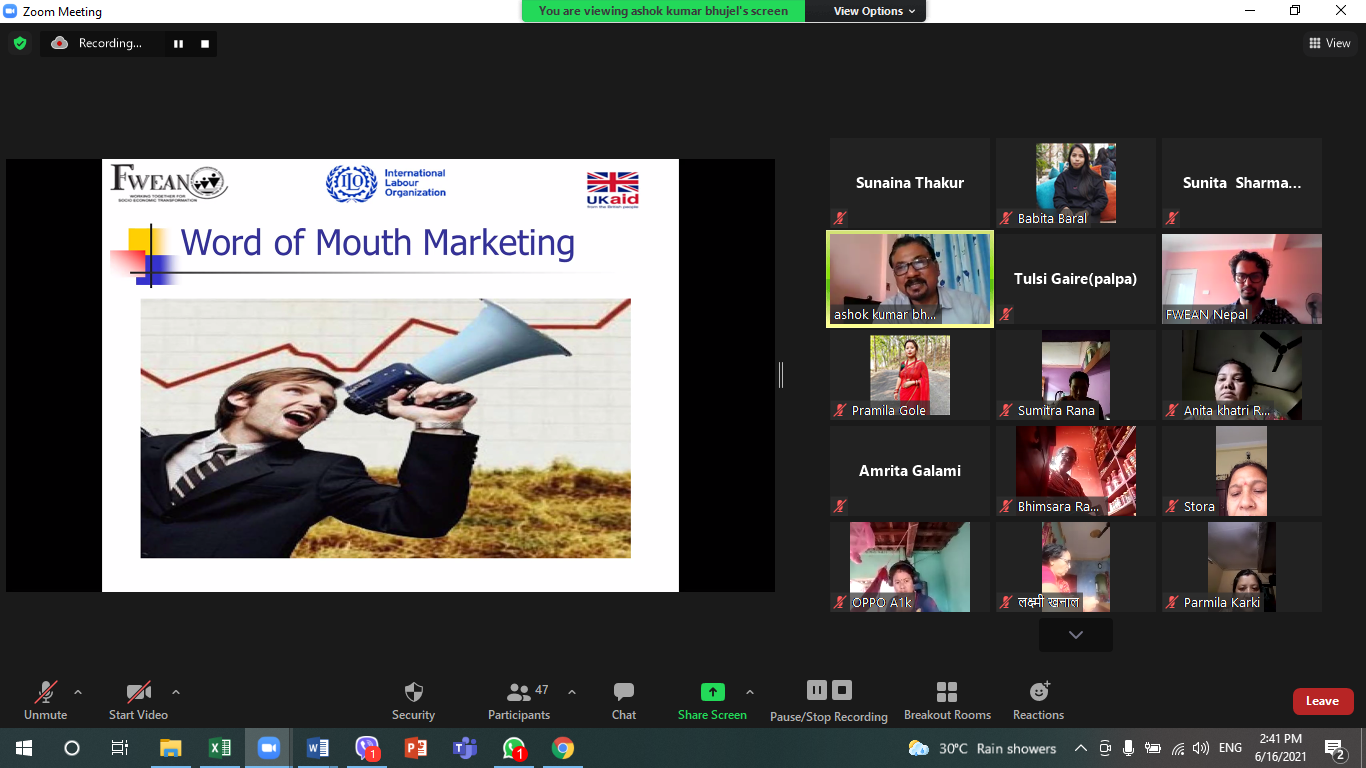 Zoom Meeting
You are viewing ashok kumar bhujel's screen
View Options
Recording...
View
FWEAN
WORKING TOGETHER FOR
SOCIO ECONOMIC TRANSFORMATION
International
Labour
Organization
UKaid
from the British people
Word of Mouth Marketing
Sunaina Thakur
Babita Baral
Sunita Sharma...
ashok kumar bh...
Tulsi Gaire(palpa)
FWEAN Nepal
Pramila Gole
Sumitra Rana
Anita khatri R...
Amrita Galami
Bhimsara Ra...
Stora
OPPO A1k
लक्ष्मी खनाल
Parmila Karki
Unmute
Start Video
Security
Participants
47
Chat
Share Screen
Pause/Stop Recording
Breakout Rooms
Reactions
Leave
1
1
30°C Rain showers
ENG
2:41 PM
6/16/2021
2